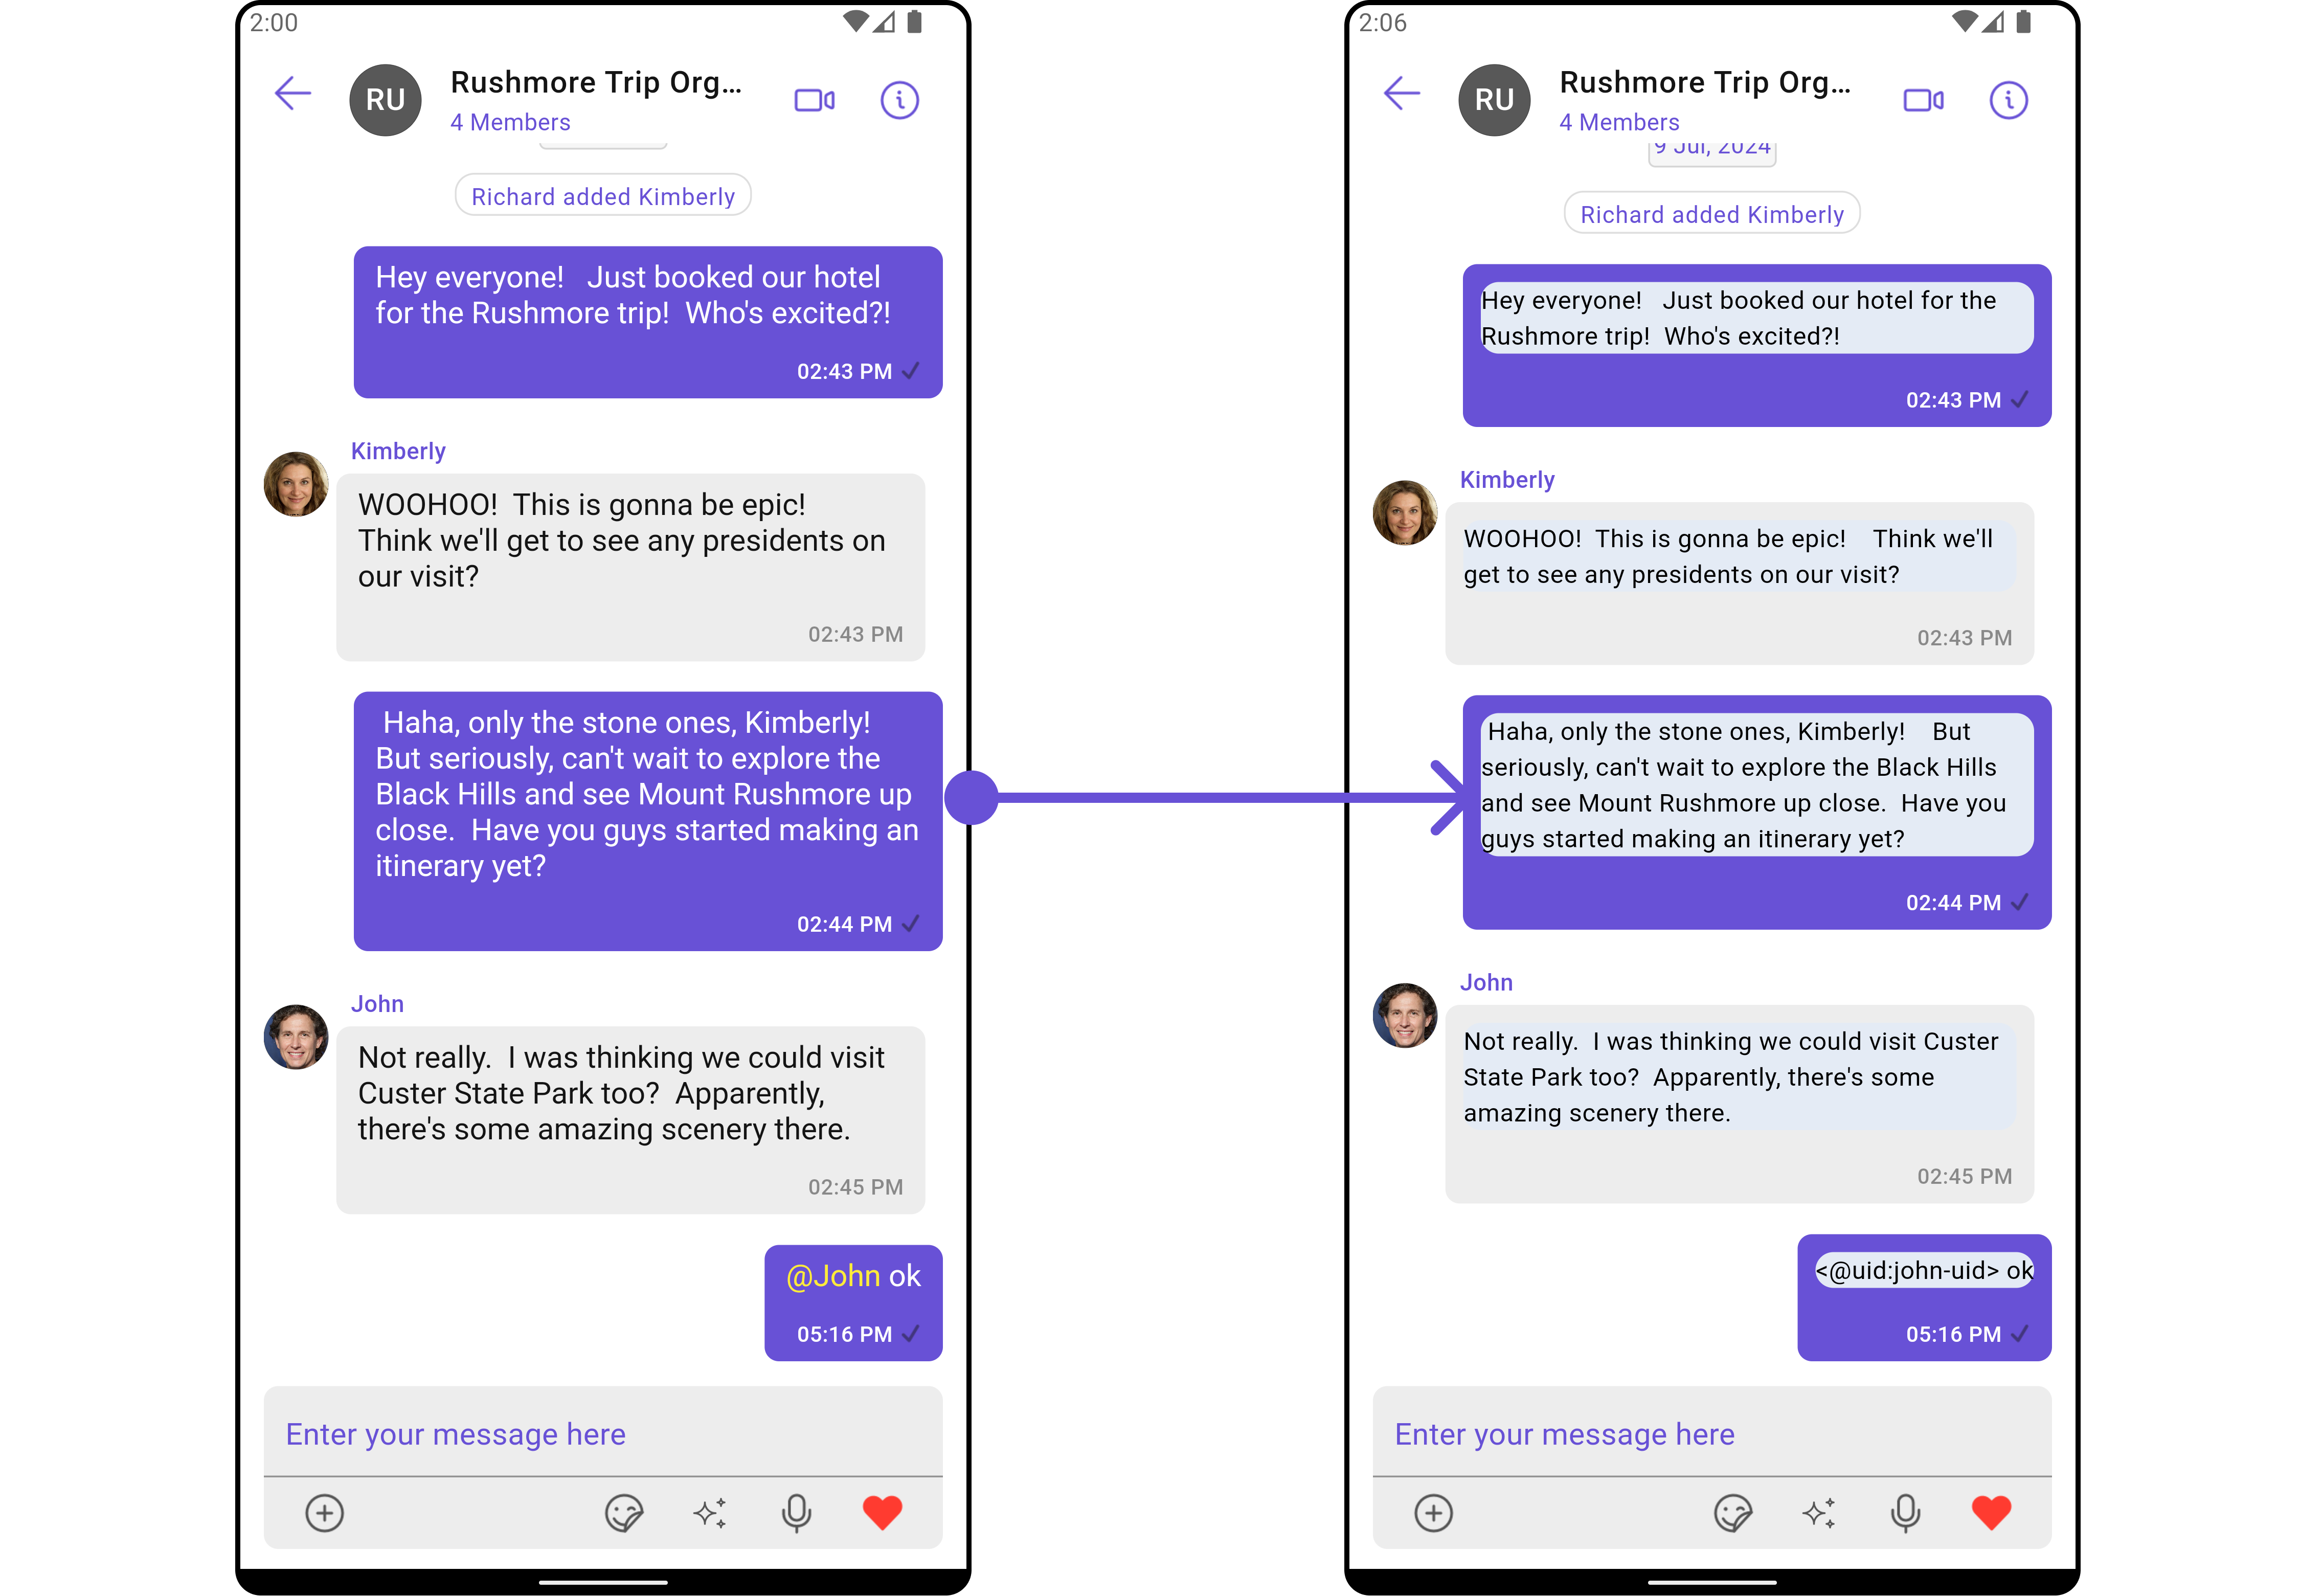 2:00
RU
Rushmore Trip Org...
4 Members
Richard added Kimberly
Hey everyone!   Just booked our hotel
for the Rushmore trip!  Who's excited?!
02:43 PM
Kimberly
WOOHOO!  This is gonna be epic!
Think we'll get to see any presidents on
our visit?
02:43 PM
Haha, only the stone ones, Kimberly!
But seriously, can't wait to explore the
Black Hills and see Mount Rushmore up
close.  Have you guys started making an
itinerary yet?
02:44 PM
John
Not really.  I was thinking we could visit
Custer State Park too?  Apparently,
there's some amazing scenery there.
02:45 PM
@John ok
05:16 PM
Enter your message here
2:06
RU
Rushmore Trip Org...
4 Members
9 Jul, 2024
Richard added Kimberly
Hey everyone!   Just booked our hotel for the
Rushmore trip!  Who's excited?!
02:43 PM
Kimberly
WOOHOO!  This is gonna be epic!    Think we'll
get to see any presidents on our visit?
02:43 PM
Haha, only the stone ones, Kimberly!    But
seriously, can't wait to explore the Black Hills
and see Mount Rushmore up close.  Have you
guys started making an itinerary yet?
02:44 PM
John
Not really.  I was thinking we could visit Custer
State Park too?  Apparently, there's some
amazing scenery there.
02:45 PM
<@uid:john-uid> ok
05:16 PM
Enter your message here